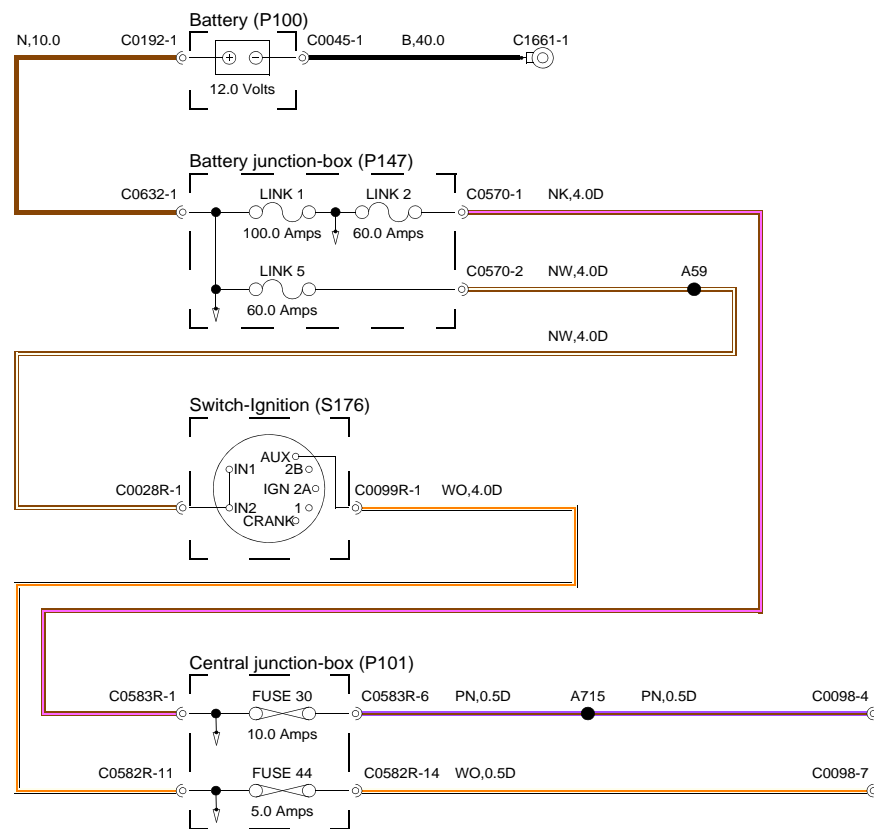 Battery (P100)
N,10.0 C0192-1 C0045-1 B,40.0 C1661-1
12.0 Volts
Battery junction-box (P147)
C0632-1 LINK 1 LINK 2 C0570-1 NK,4.0D
100.0 Amps 60.0 Amps
LINK 5 C0570-2 NW,4.0D A59
60.0 Amps
NW,4.0D
Switch-Ignition (S176)
AUX
IN1 2B
C0028R-1 IGN 2A C0099R-1 WO,4.0D
IN2 1
CRANK
Central junction-box (P101)
C0583R-1 FUSE 30 C0583R-6 PN,0.5D A715 PN,0.5D C0098-4
10.0 Amps
C0582R-11 FUSE 44 C0582R-14 WO,0.5D C0098-7
5.0 Amps